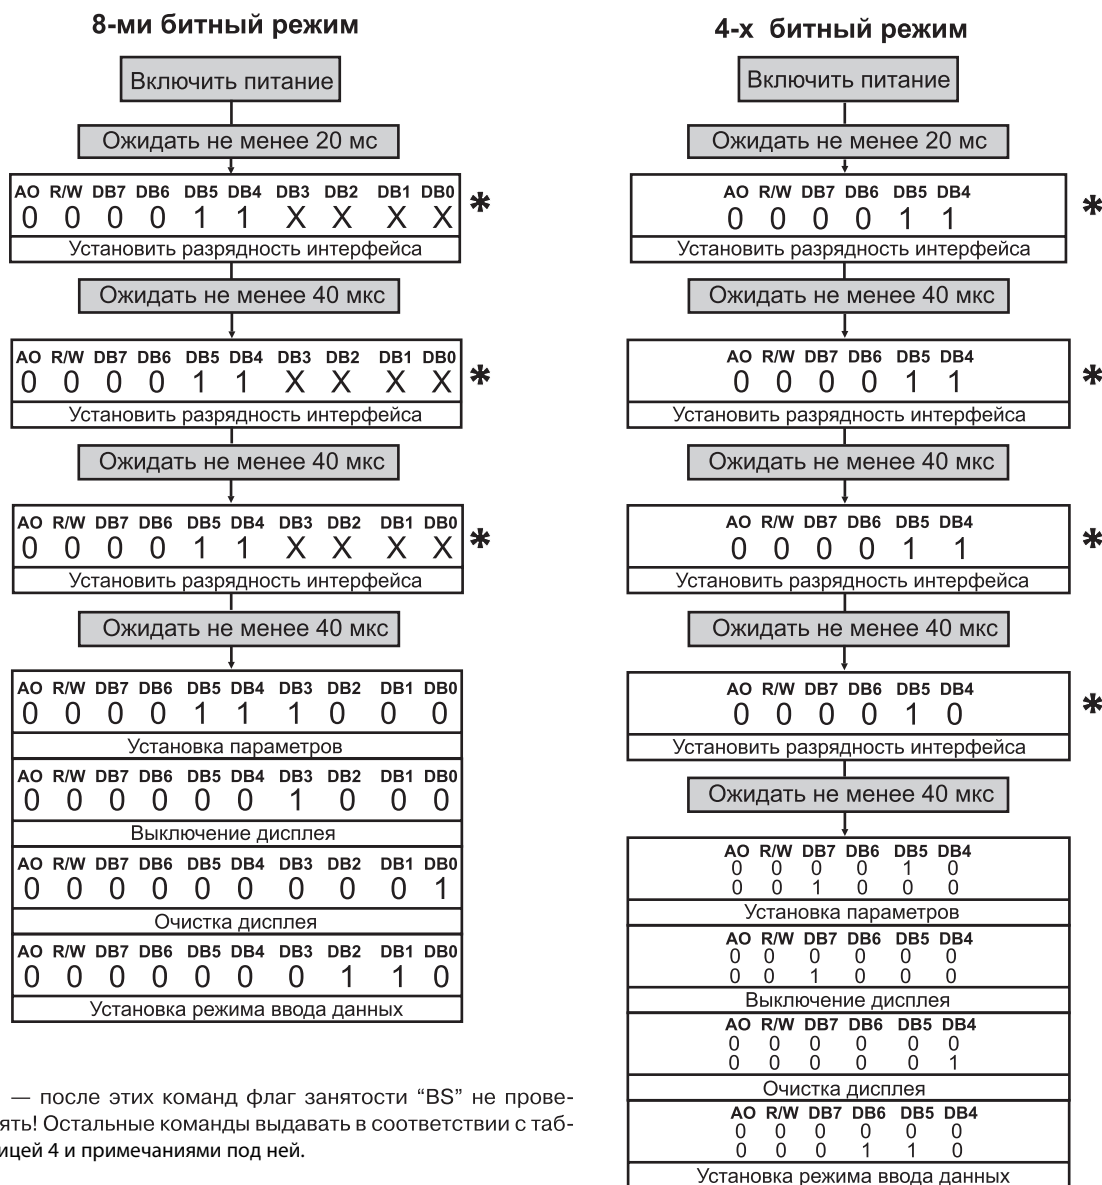 8-ми битный режим
Включить питание
Ожидать не менее 20 мс
AO R/W DB7 DB6 DB5 DB4 DB3 DB2 DB1 DB0
0 0 0 0 1 1 X X X X *
Установить разрядность интерфейса
Ожидать не менее 40 мкс
AO R/W DB7 DB6 DB5 DB4 DB3 DB2 DB1 DB0
0 0 0 0 1 1 X X X X *
Установить разрядность интерфейса
Ожидать не менее 40 мкс
AO R/W DB7 DB6 DB5 DB4 DB3 DB2 DB1 DB0
0 0 0 0 1 1 X X X X *
Установить разрядность интерфейса
Ожидать не менее 40 мкс
AO R/W DB7 DB6 DB5 DB4 DB3 DB2 DB1 DB0
0 0 0 0 1 1 1 0 0 0
Установка параметров
AO R/W DB7 DB6 DB5 DB4 DB3 DB2 DB1 DB0
0 0 0 0 0 0 1 0 0 0
Выключение дисплея
AO R/W DB7 DB6 DB5 DB4 DB3 DB2 DB1 DB0
0 0 0 0 0 0 0 0 0 1
Очистка дисплея
AO R/W DB7 DB6 DB5 DB4 DB3 DB2 DB1 DB0
0 0 0 0 0 0 0 1 1 0
Установка режима ввода данных
— после этих команд флаг занятости “BS” не прове-
ять! Остальные команды выдавать в соответствии с таб-
ицей 4 и примечаниями под ней.
4-х битный режим
Включить питание
Ожидать не менее 20 мс
AO R/W DB7 DB6 DB5 DB4
0 0 0 0 1 1 *
Установить разрядность интерфейса
Ожидать не менее 40 мкс
AO R/W DB7 DB6 DB5 DB4
0 0 0 0 1 1 *
Установить разрядность интерфейса
Ожидать не менее 40 мкс
AO R/W DB7 DB6 DB5 DB4
0 0 0 0 1 1 *
Установить разрядность интерфейса
Ожидать не менее 40 мкс
AO R/W DB7 DB6 DB5 DB4
0 0 0 0 1 0 *
Установить разрядность интерфейса
Ожидать не менее 40 мкс
AO R/W DB7 DB6 DB5 DB4
0 0 0 0 1 0
0 0 1 0 0 0
Установка параметров
AO R/W DB7 DB6 DB5 DB4
0 0 0 0 0 0
0 0 1 0 0 0
Выключение дисплея
AO R/W DB7 DB6 DB5 DB4
0 0 0 0 0 0
0 0 0 0 0 1
Очистка дисплея
AO R/W DB7 DB6 DB5 DB4
0 0 0 0 0 0
0 0 0 1 1 0
Установка режима ввода данных